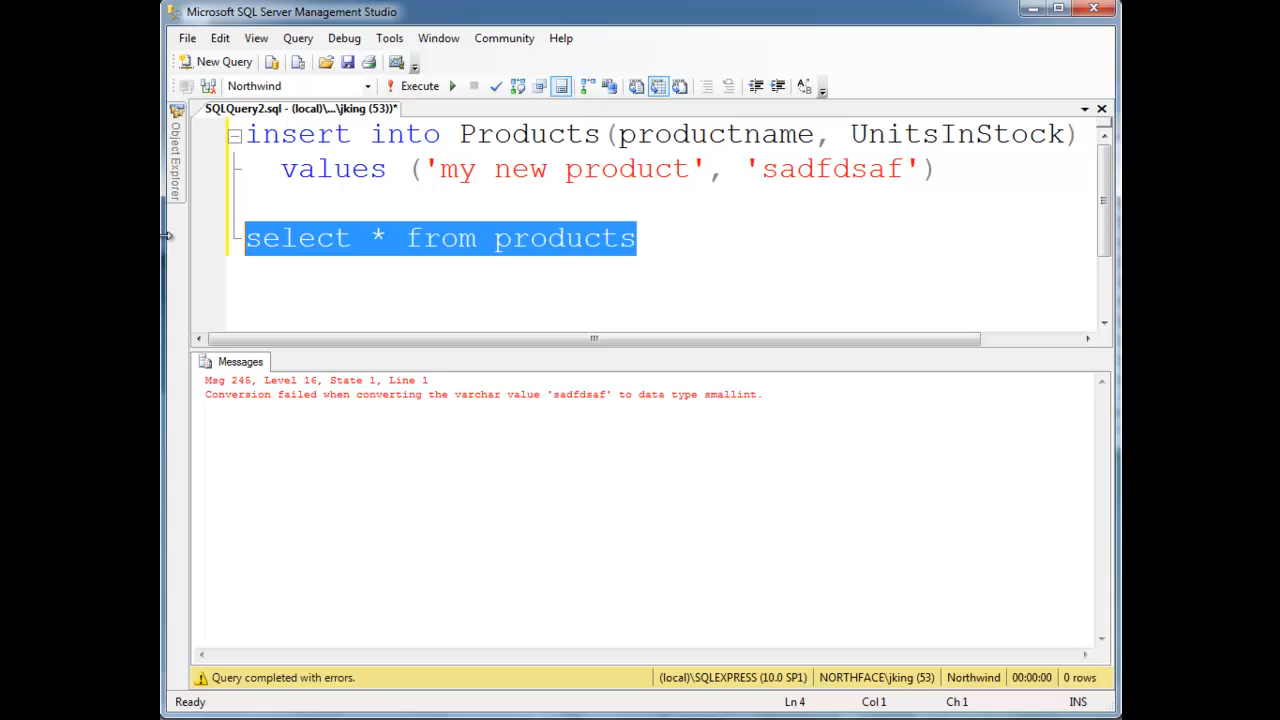 Microsoft SQL Server Management Studio
File Edit View Query Debug Tools Window Community Help
New Query
Northwind Execute
SQLQuery2.sql - (local)\...\jking (53))*
Object Explorer
insert into Products(productname, UnitsInStock)
values ('my new product', 'sadfdsaf')
select * from products
Messages
Msg 245, Level 16, State 1, Line 1
Conversion failed when converting the varchar value 'sadfdsaf' to data type smallint.
Query completed with errors. (local)\SQLEXPRESS (10.0 SP1) NORTHFACE\jking (53) Northwind 00:00:00 0 rows
Ready Ln 4 Col 1 Ch 1 INS